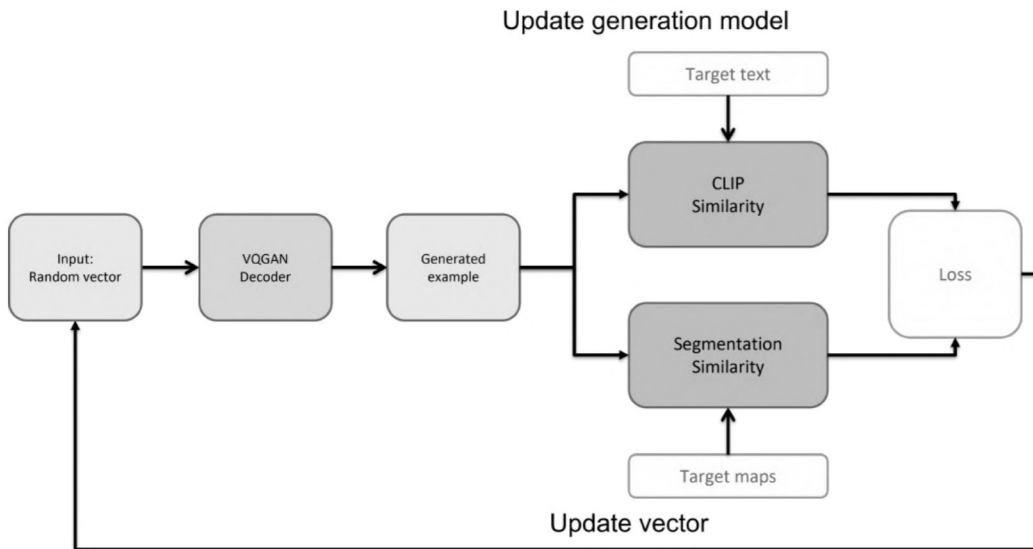 Update generation model
Target text
CLIP
Similarity
Input:
Random vector
VQGAN
Decoder
Generated
example
Loss
Segmentation
Similarity
Target maps
Update vector